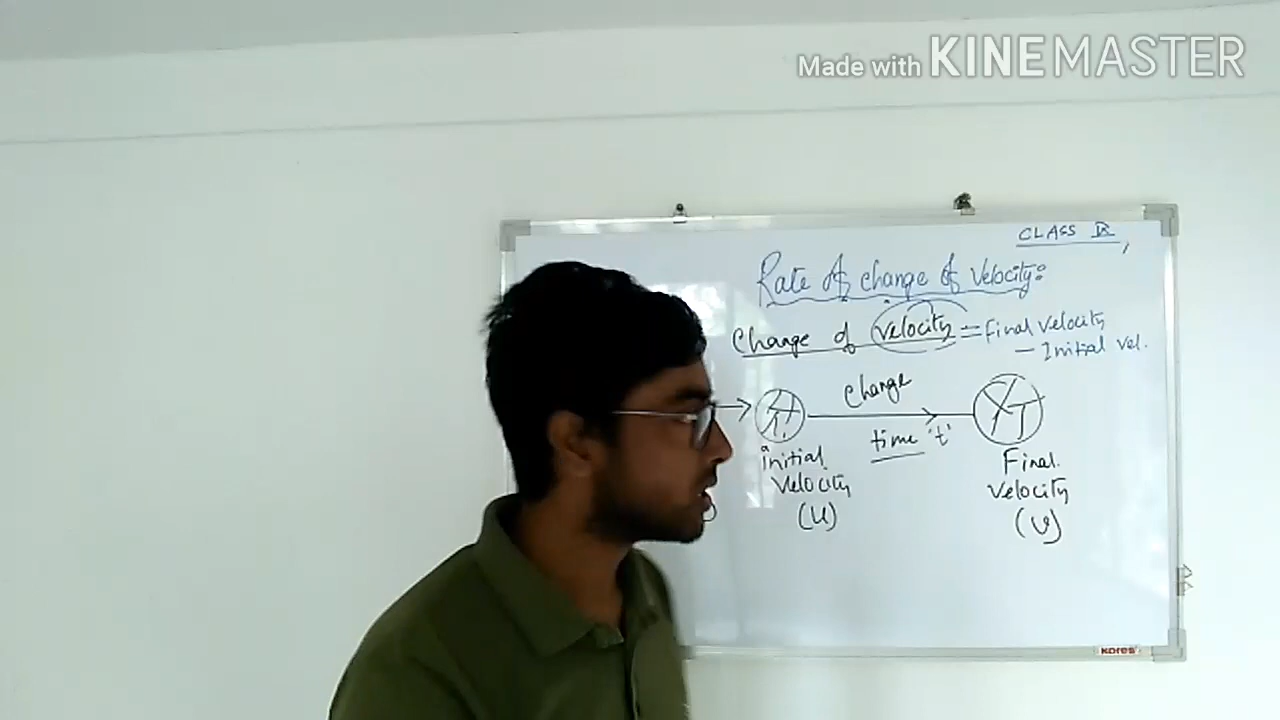 Made with KINEMASTER
CLASS IX,
Rate Of change Of Velocity:
Change of velocity = Final Velocity
- Initial vel.
Change
time 't'
initial
Velocity
(u)
Final
Velocity
(v)
kores